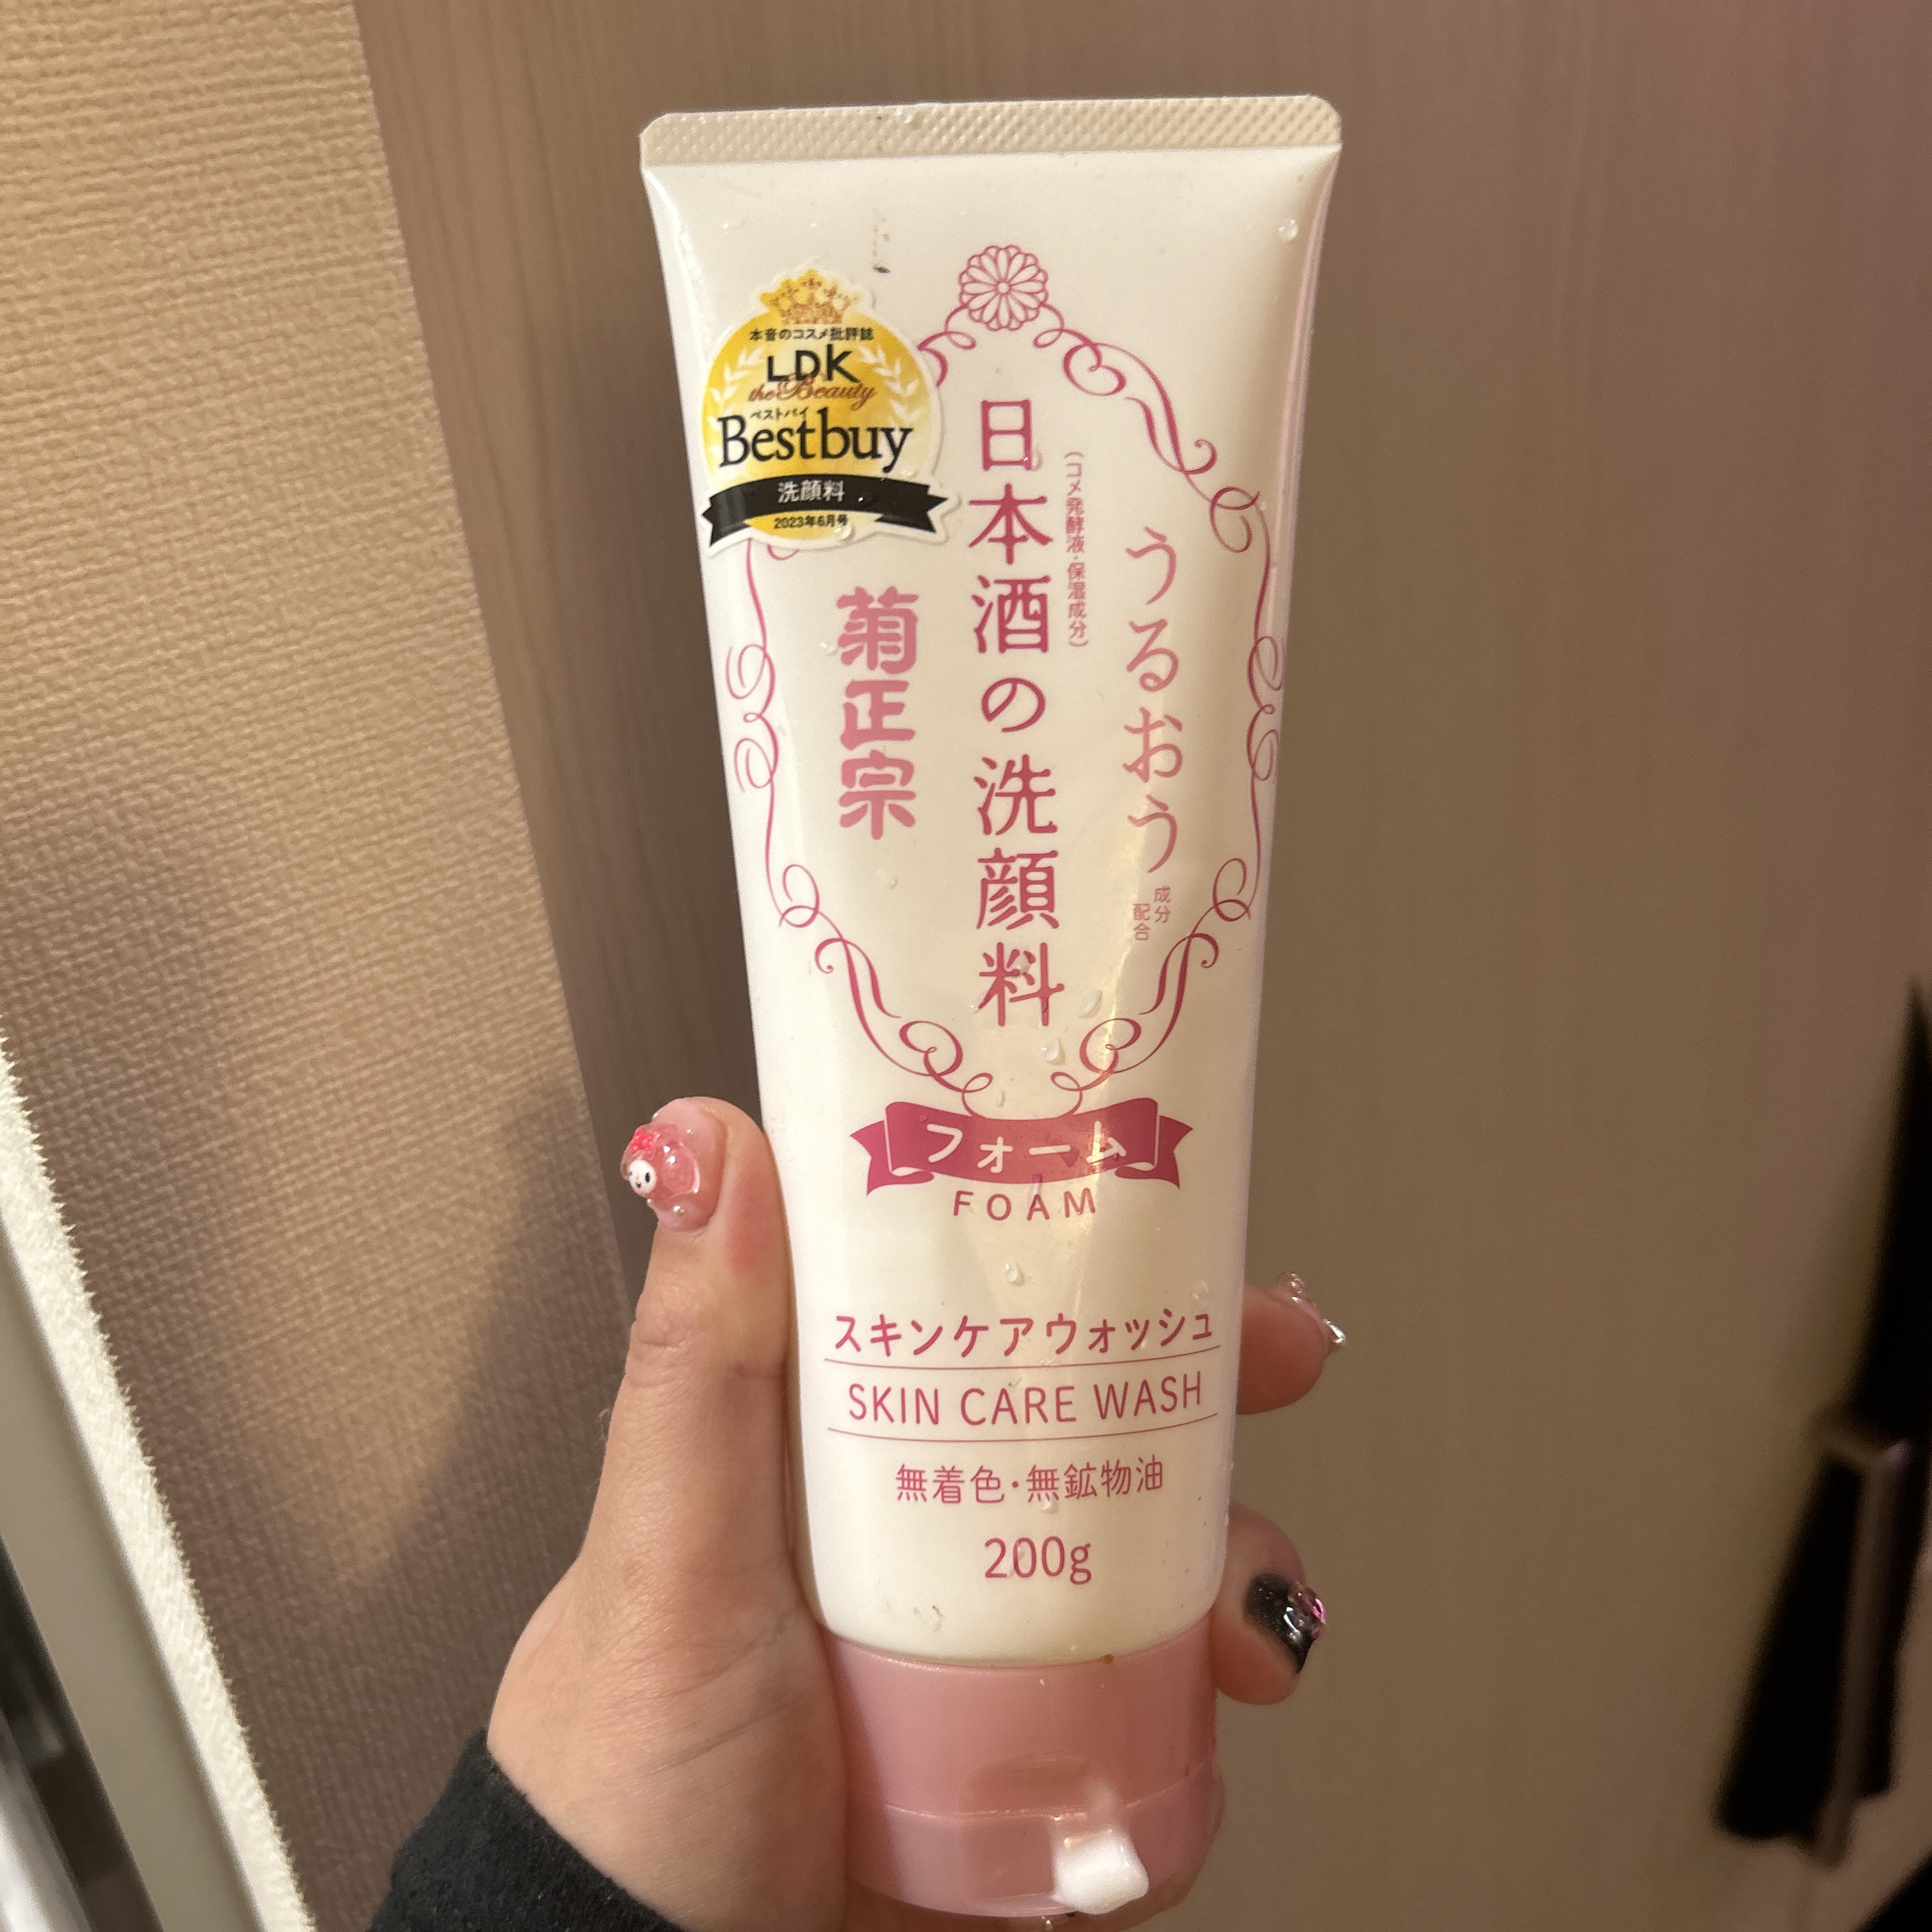 本音のコスメ批評誌
LDK
the Beauty
ベストバイ
Bestbuy
洗顔料
2023年6月号
うるおう
成分
配合
日本酒の洗顔料
(コメ発酵液・保湿成分)
菊正宗
フォーム
FOAM
スキンケアウォッシュ
SKIN CARE WASH
無着色・無鉱物油
200g